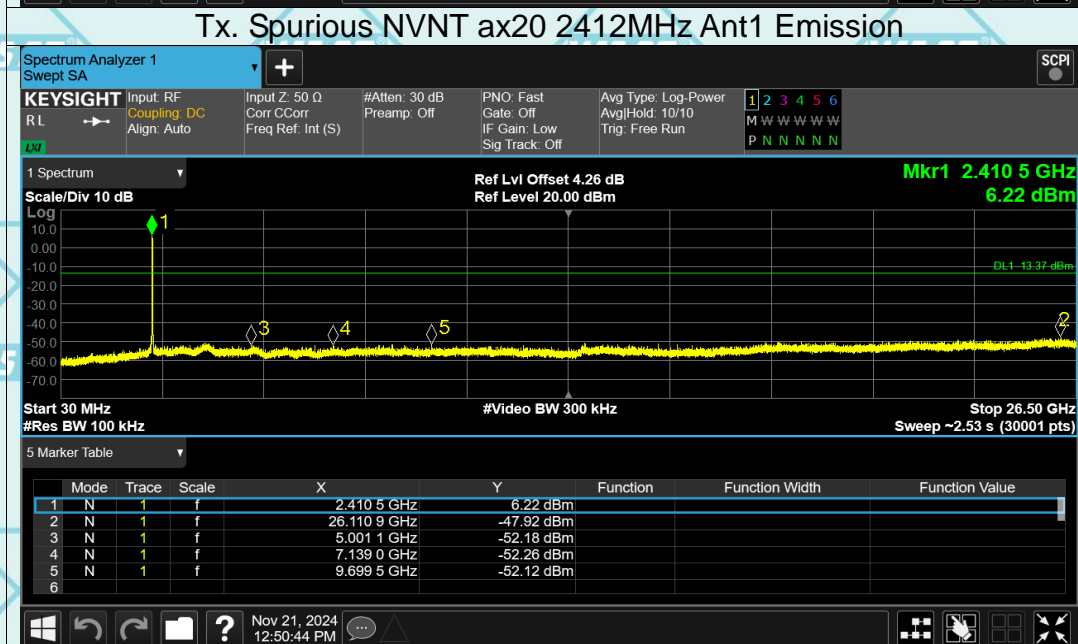 Tx. Spurious NVNT ax20 2412MHz Ant1 Emission
Spectrum Analyzer 1
Swept SA
+
SCPI
KEYSIGHT
R L
LXI
Input: RF
Coupling: DC
Align: Auto
Input Z: 50 Ω
Corr CCorr
Freq Ref: Int (S)
#Atten: 30 dB
Preamp: Off
PNO: Fast
Gate: Off
IF Gain: Low
Sig Track: Off
Avg Type: Log-Power
Avg|Hold: 10/10
Trig: Free Run
1 2 3 4 5 6
M W W W W W
P N N N N N
1 Spectrum
Scale/Div 10 dB
Ref Lvl Offset 4.26 dB
Ref Level 20.00 dBm
Mkr1 2.410 5 GHz
6.22 dBm
Log
10.0
0.00
-10.0
-20.0
-30.0
-40.0
-50.0
-60.0
-70.0
1
DL1 -13.37 dBm
3
4
5
2
Start 30 MHz
#Video BW 300 kHz
Stop 26.50 GHz
#Res BW 100 kHz
Sweep ~2.53 s (30001 pts)
5 Marker Table
Mode Trace Scale X Y Function Function Width Function Value
1 N 1 f 2.410 5 GHz 6.22 dBm
2 N 1 f 26.110 9 GHz -47.92 dBm
3 N 1 f 5.001 1 GHz -52.18 dBm
4 N 1 f 7.139 0 GHz -52.26 dBm
5 N 1 f 9.699 5 GHz -52.12 dBm
6
?
Nov 21, 2024
12:50:44 PM